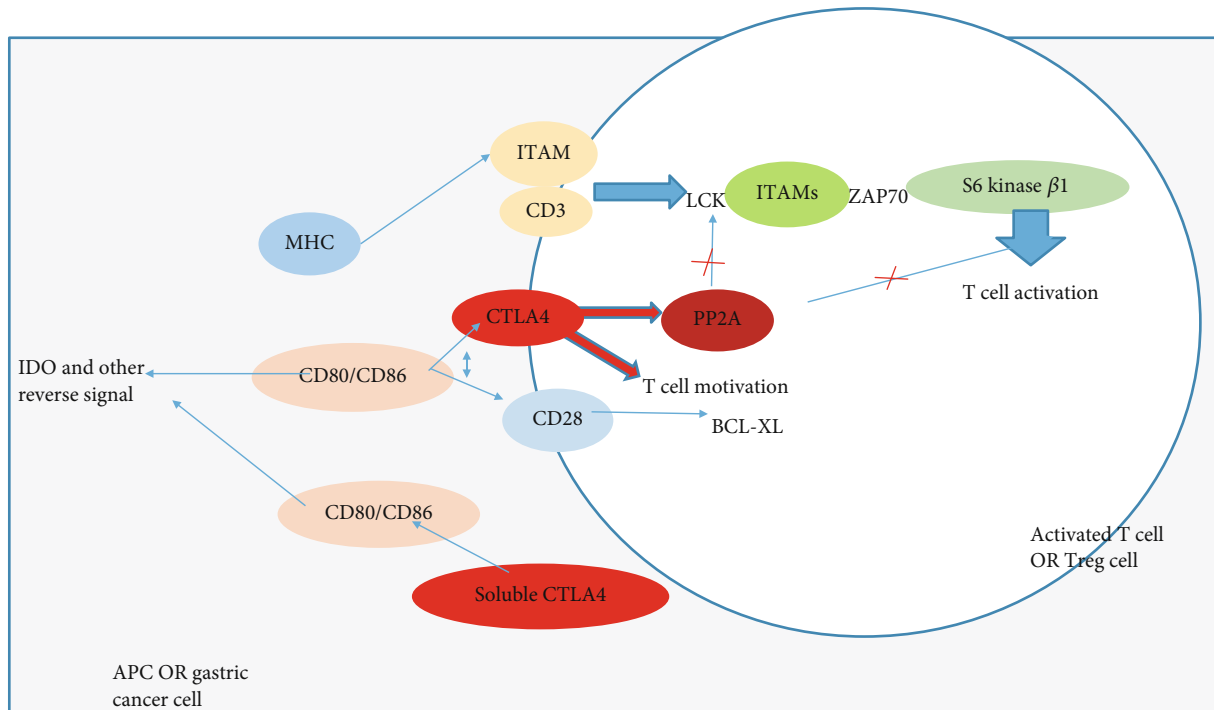 ITAM
CD3
MHC
LCK
ITAMs
ZAP70
S6 kinase β1
T cell activation
CTLA4
PP2A
T cell motivation
IDO and other
reverse signal
CD80/CD86
CD28
BCL-XL
CD80/CD86
Soluble CTLA4
Activated T cell
OR Treg cell
APC OR gastric
cancer cell